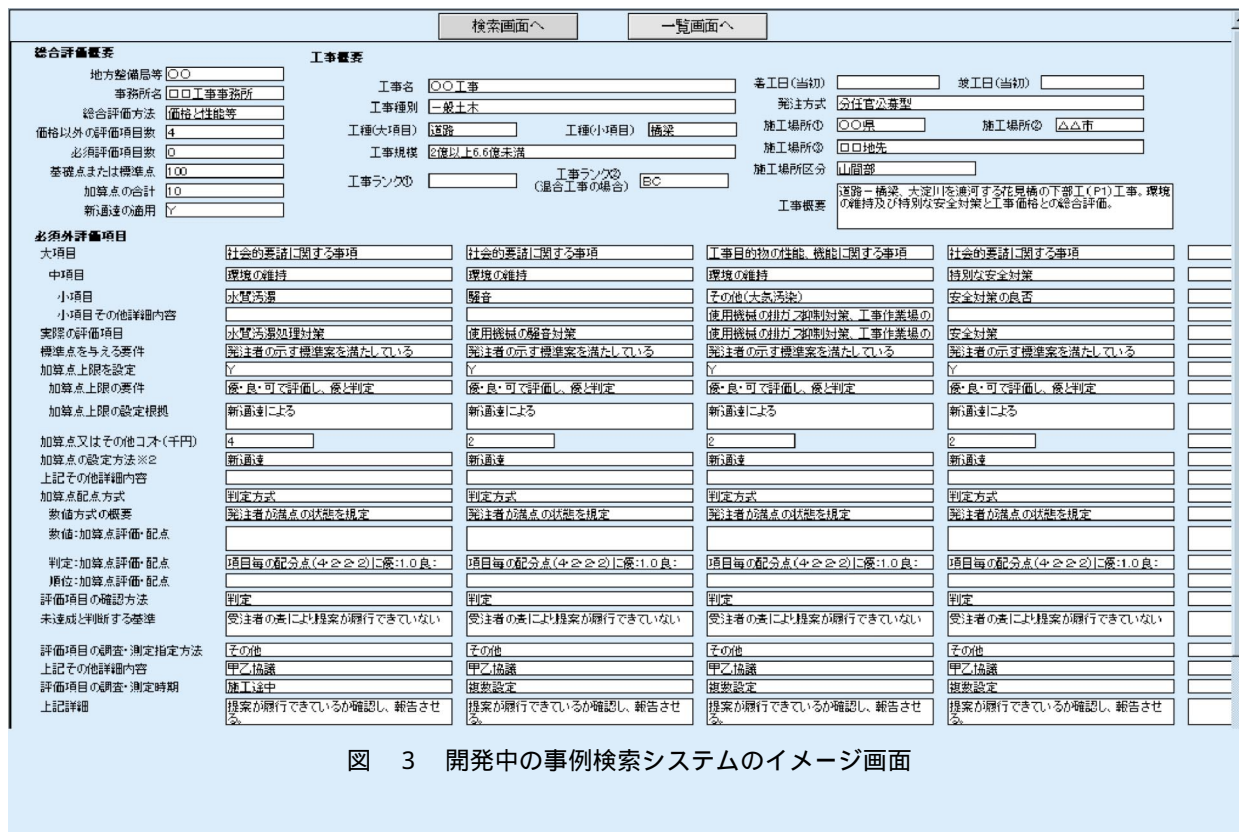 検索画面へ 一覧画面へ
総合評価概要
工事概要
地方整備局等 〇〇
事務所名 口口工事事務所
総合評価方法 価格と性能等
価格以外の評価項目数 4
必須評価項目数 0
基礎点または標準点 100
加算点の合計 10
新通達の適用 Y
工事名 〇〇工事
工事種別 一般土木
工種(大項目) 道路 工種(小項目) 橋梁
工事規模 2億以上6.6億未満
工事ランク① 工事ランク② (混合工事の場合) BC
着工日(当初) 竣工日(当初)
発注方式 分任官公募型
施工場所① 〇〇県 施工場所② △△市
施工場所③ 口口地先
施工場所区分 山間部
工事概要 道路-橋梁、大淀川を渡河する花見橋の下部工(P1)工事。環境
の維持及び特別な安全対策と工事価格との総合評価。
必須外評価項目
大項目 社会的要請に関する事項 社会的要請に関する事項 工事目的物の性能、機能に関する事項 社会的要請に関する事項
中項目 環境の維持 環境の維持 環境の維持 特別な安全対策
小項目 水質汚濁 騒音 その他(大気汚染) 安全対策の良否
小項目その他詳細内容 使用機械の排ガス抑制対策、工事作業場の
実際の評価項目 水質汚濁処理対策 使用機械の騒音対策 使用機械の排ガス抑制対策、工事作業場の 安全対策
標準点を与える要件 発注者の示す標準案を満たしている 発注者の示す標準案を満たしている 発注者の示す標準案を満たしている 発注者の示す標準案を満たしている
加算点上限を設定 Y Y Y Y
加算点上限の要件 優・良・可で評価し、優と判定 優・良・可で評価し、優と判定 優・良・可で評価し、優と判定 優・良・可で評価し、優と判定
加算点上限の設定根拠 新通達による 新通達による 新通達による 新通達による
加算点又はその他コスト(千円) 4 2 2 2
加算点の設定方法※2 新通達 新通達 新通達 新通達
上記その他詳細内容
加算点配点方式 判定方式 判定方式 判定方式 判定方式
数値方式の概要 発注者が満点の状態を規定 発注者が満点の状態を規定 発注者が満点の状態を規定 発注者が満点の状態を規定
数値:加算点評価・配点
判定:加算点評価・配点 項目毎の配分点(4・2・2・2)に優:1.0良: 項目毎の配分点(4・2・2・2)に優:1.0良: 項目毎の配分点(4・2・2・2)に優:1.0良: 項目毎の配分点(4・2・2・2)に優:1.0良:
順位:加算点評価・配点
評価項目の確認方法 判定 判定 判定 判定
未達成と判断する基準 受注者の責により提案が履行できていない 受注者の責により提案が履行できていない 受注者の責により提案が履行できていない 受注者の責により提案が履行できていない
評価項目の調査・測定指定方法 その他 その他 その他 その他
上記その他詳細内容 甲乙協議 甲乙協議 甲乙協議 甲乙協議
評価項目の調査・測定時期 施工途中 複数設定 複数設定 複数設定
上記詳細 提案が履行できているか確認し、報告させ 提案が履行できているか確認し、報告させ 提案が履行できているか確認し、報告させ 提案が履行できているか確認し、報告させ
る。 る。 る。 る。
図 3 開発中の事例検索システムのイメージ画面